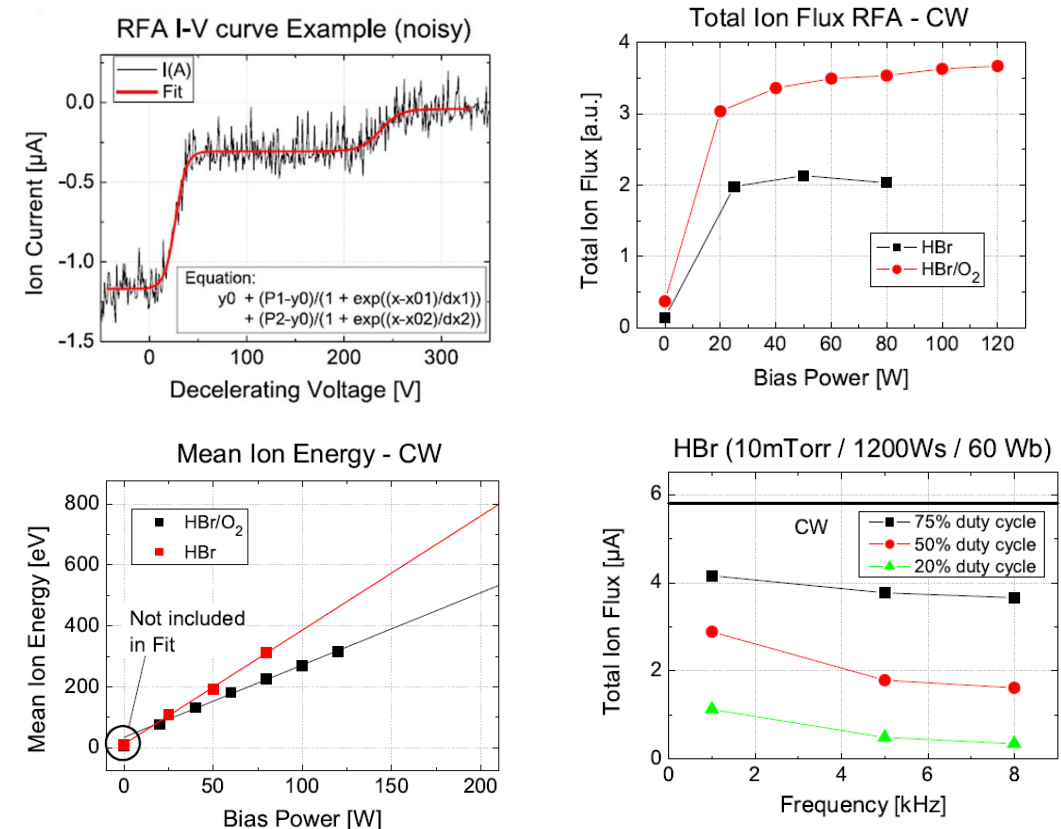 RFA I-V curve Example (noisy)
I(A)
Fit
0.0
-0.5
-1.0
-1.5
Ion Current [µA]
Equation:
y0 + (P1-y0)/(1 + exp((x-x01)/dx1))
+ (P2-y0)/(1 + exp((x-x02)/dx2))
0 100 200 300
Decelerating Voltage [V]
Total Ion Flux RFA - CW
4
3
2
1
0
Total Ion Flux [a.u.]
HBr
HBr/O₂
0 20 40 60 80 100 120
Bias Power [W]
Mean Ion Energy - CW
800
600
400
200
0
Mean Ion Energy [eV]
HBr/O₂
HBr
Not included
in Fit
0 50 100 150 200
Bias Power [W]
HBr (10mTorr / 1200Ws / 60 Wb)
6
4
2
0
Total Ion Flux [µA]
CW
75% duty cycle
50% duty cycle
20% duty cycle
0 2 4 6 8
Frequency [kHz]